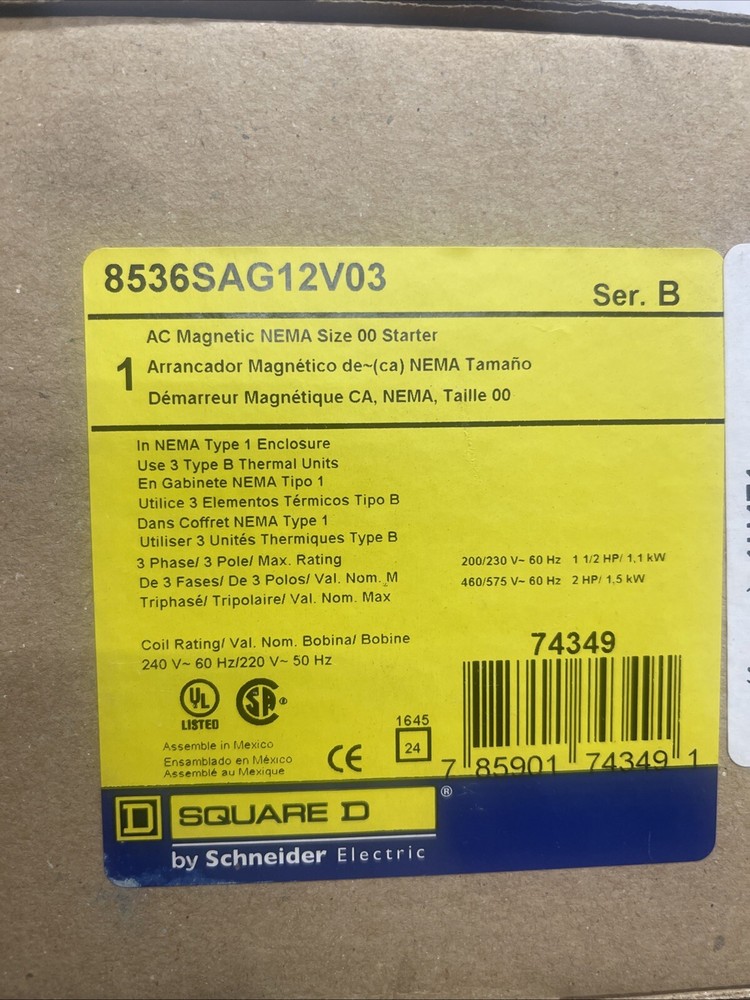 8536SAG12V03
Ser. B
AC Magnetic NEMA Size 00 Starter
1
Arrancador Magnético de~(ca) NEMA Tamaño
Démarreur Magnétique CA, NEMA, Taille 00
In NEMA Type 1 Enclosure
Use 3 Type B Thermal Units
En Gabinete NEMA Tipo 1
Utilice 3 Elementos Térmicos Tipo B
Dans Coffret NEMA Type 1
Utiliser 3 Unités Thermiques Type B
3 Phase/ 3 Pole/ Max. Rating
200/230 V~ 60 Hz 1 1/2 HP/ 1,1 kW
De 3 Fases/ De 3 Polos/ Val. Nom. M
460/575 V~ 60 Hz 2 HP/ 1,5 kW
Triphasé/ Tripolaire/ Val. Nom. Max
Coil Rating/ Val. Nom. Bobina/ Bobine
240 V~ 60 Hz/220 V~ 50 Hz
74349
UL
LISTED
SA
®
Assemble in Mexico
Ensamblado en México
Assemblé au Mexique
CE
1645
24
7 85901 74349 1
D
SQUARE D
®
by Schneider Electric